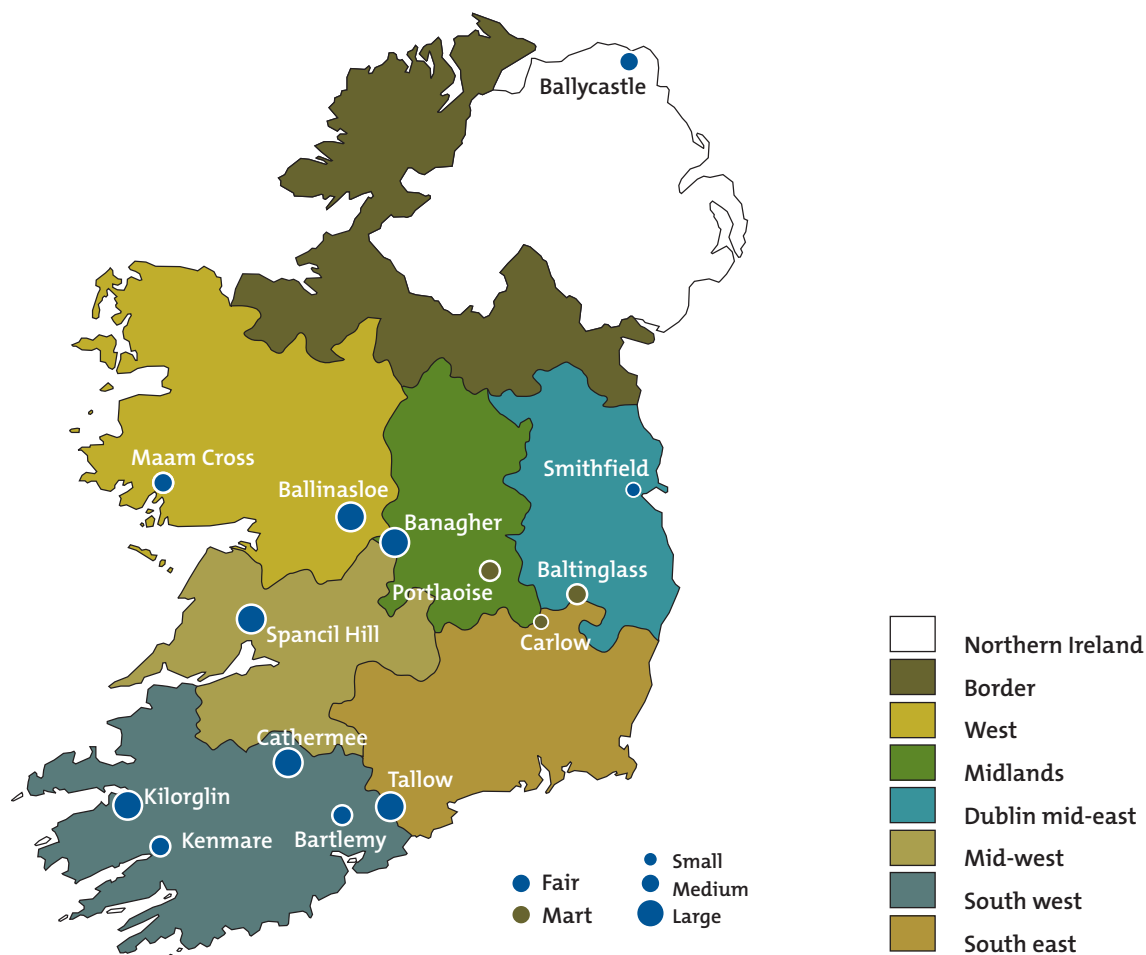 Ballycastle
Maam Cross
Smithfield
Ballinasloe
Banagher
Baltinglass
Portlaoise
Carlow
Spancil Hill
Cathermee
Tallow
Kilorglin
Kenmare
Bartlemy
Fair
Mart
Small
Medium
Large
Northern Ireland
Border
West
Midlands
Dublin mid-east
Mid-west
South west
South east